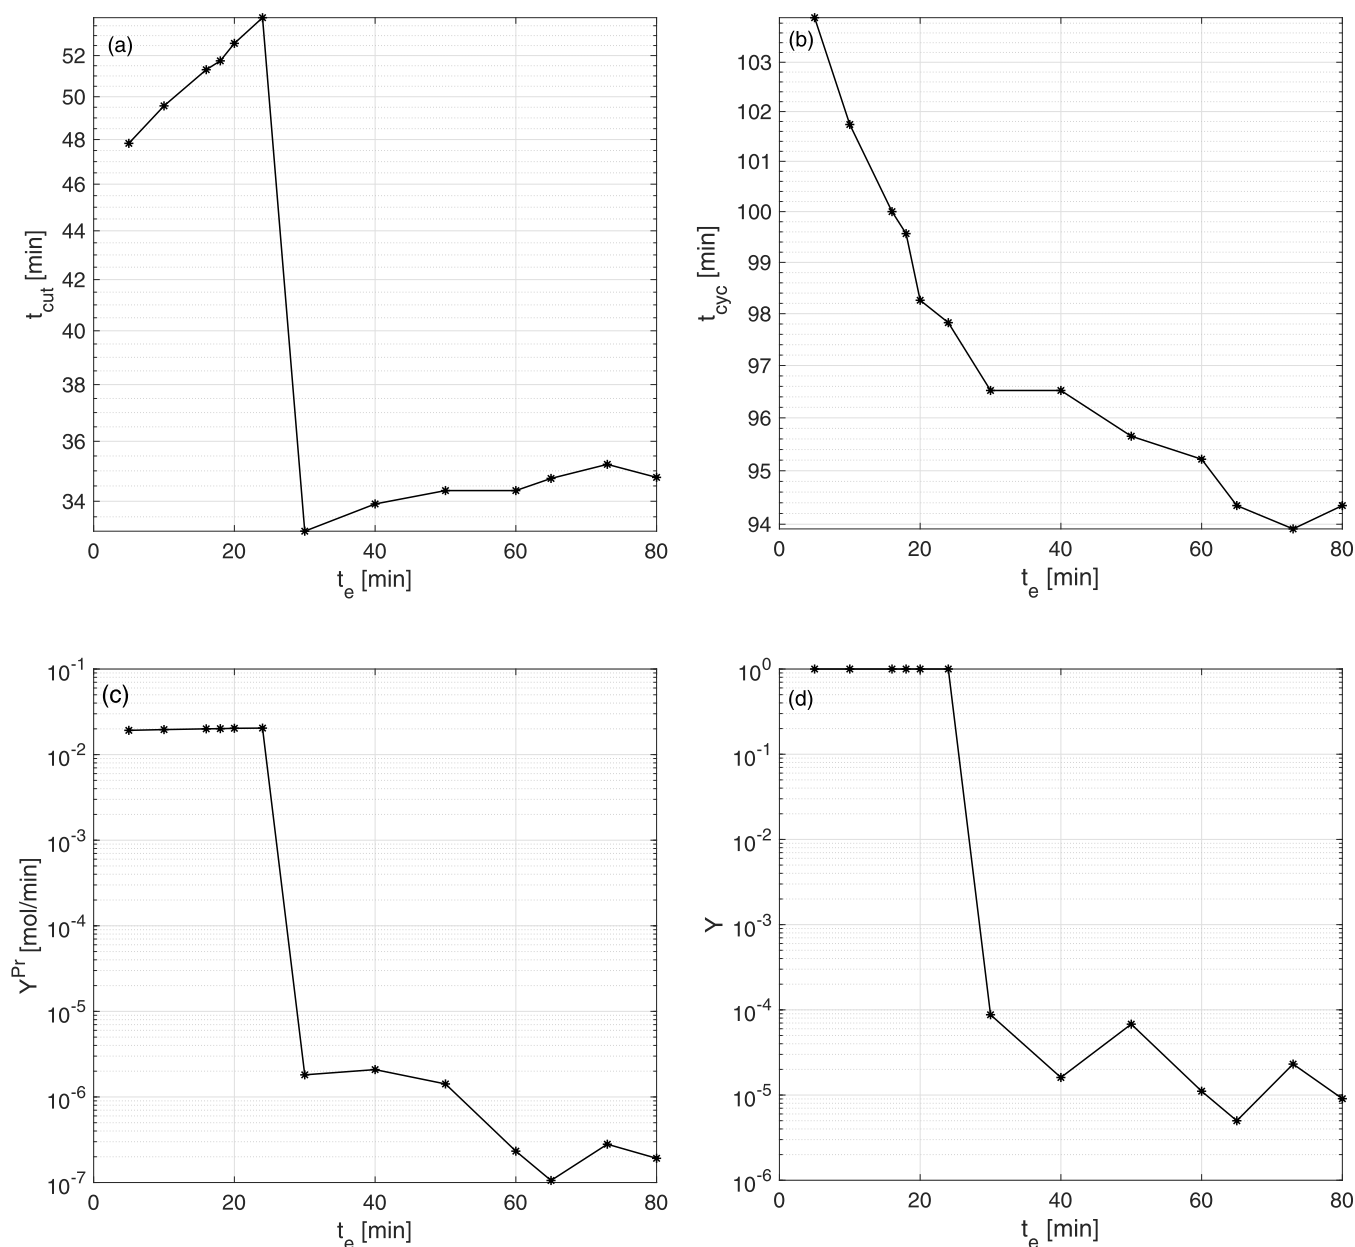 (a)
52
50
48
46
44
42
40
38
36
34
t_cut [min]
0 20 40 60 80
t_e [min]
(b)
103
102
101
100
99
98
97
96
95
94
t_cyc [min]
0 20 40 60 80
t_e [min]
(c)
10^-1
10^-2
10^-3
10^-4
10^-5
10^-6
10^-7
Y^Pr [mol/min]
0 20 40 60 80
t_e [min]
(d)
10^0
10^-1
10^-2
10^-3
10^-4
10^-5
10^-6
Y
0 20 40 60 80
t_e [min]